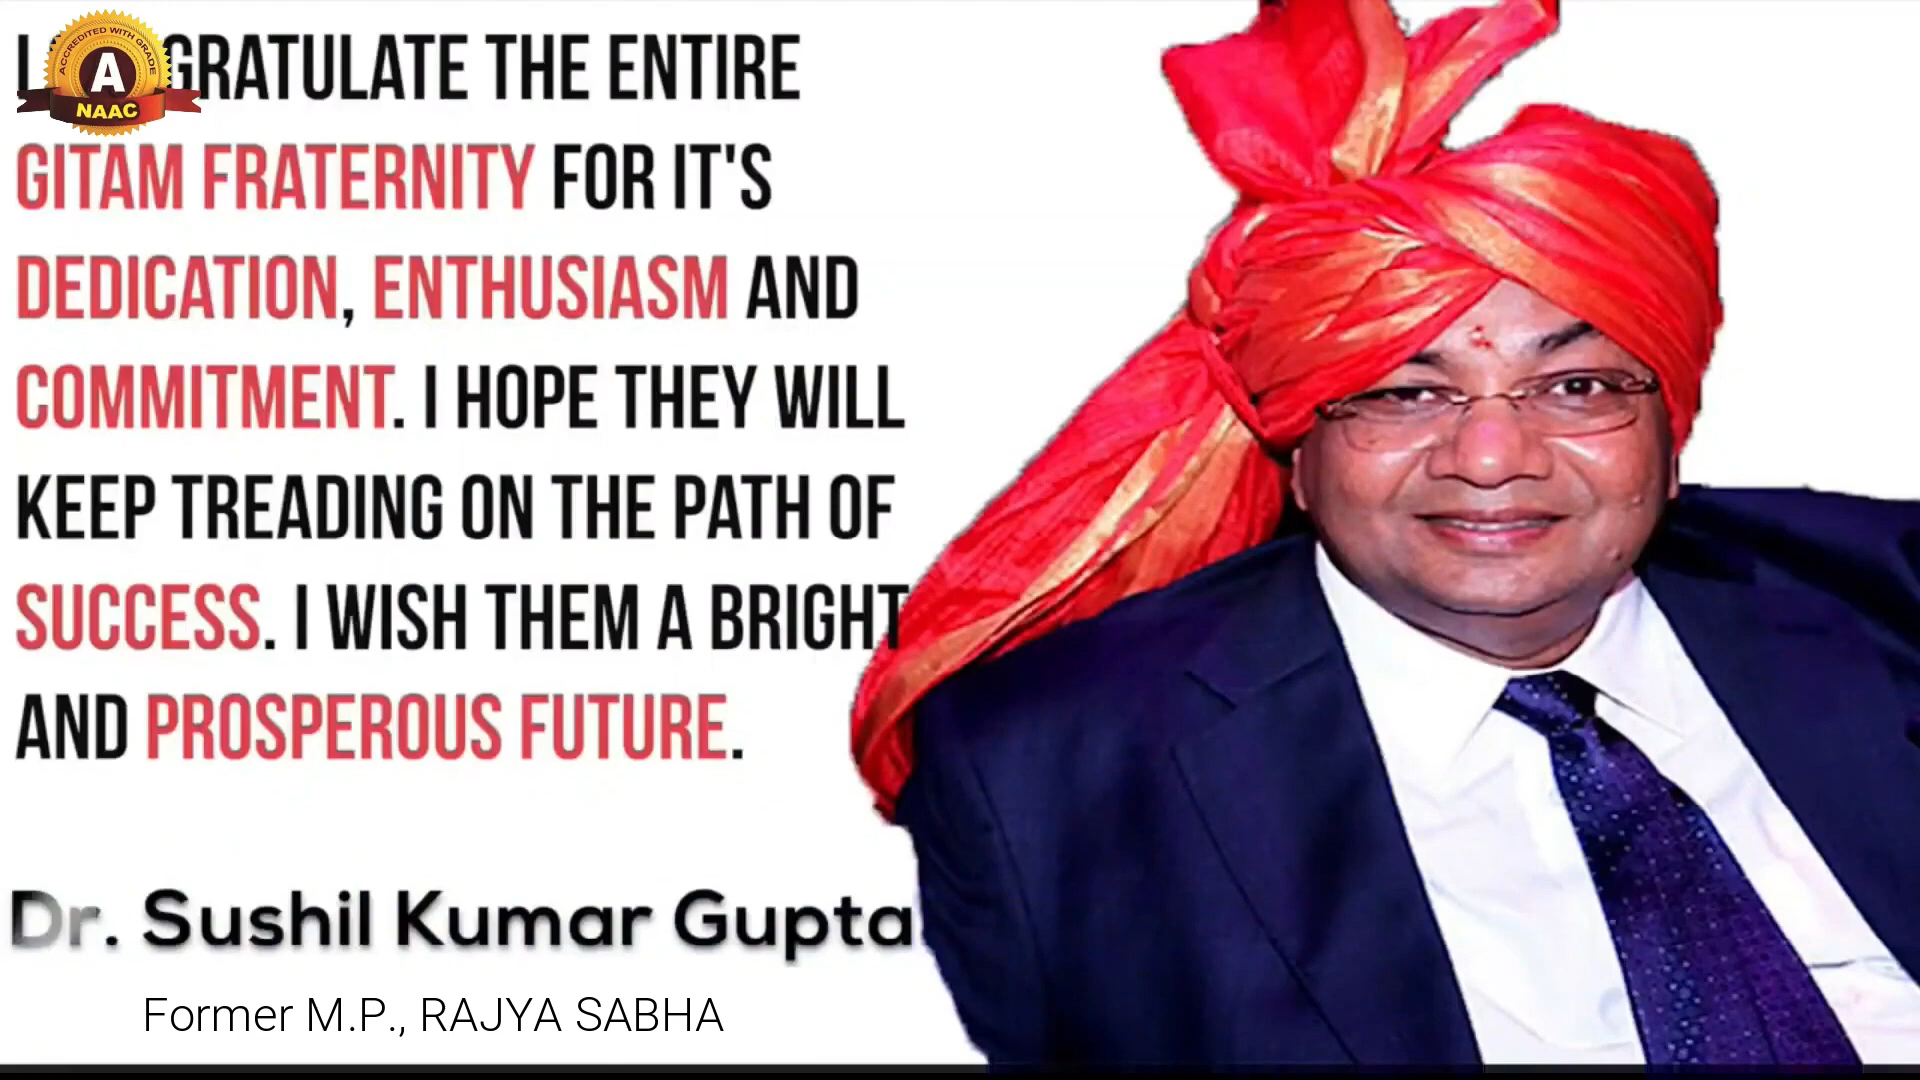 ACCREDITED WITH GRADE
A
NAAC
I GRATULATE THE ENTIRE
GITAM FRATERNITY FOR IT'S
DEDICATION, ENTHUSIASM AND
COMMITMENT. I HOPE THEY WILL
KEEP TREADING ON THE PATH OF
SUCCESS. I WISH THEM A BRIGHT
AND PROSPEROUS FUTURE.
Dr. Sushil Kumar Gupta
Former M.P., RAJYA SABHA